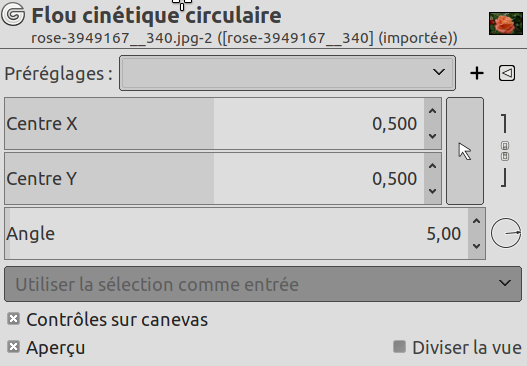 Flou cinétique circulaire
rose-3949167__340.jpg-2 ([rose-3949167__340] (importée))
Préréglages :
Centre X 0,500
Centre Y 0,500
Angle 5,00
Utiliser la sélection comme entrée
Contrôles sur canevas
Aperçu Diviser la vue